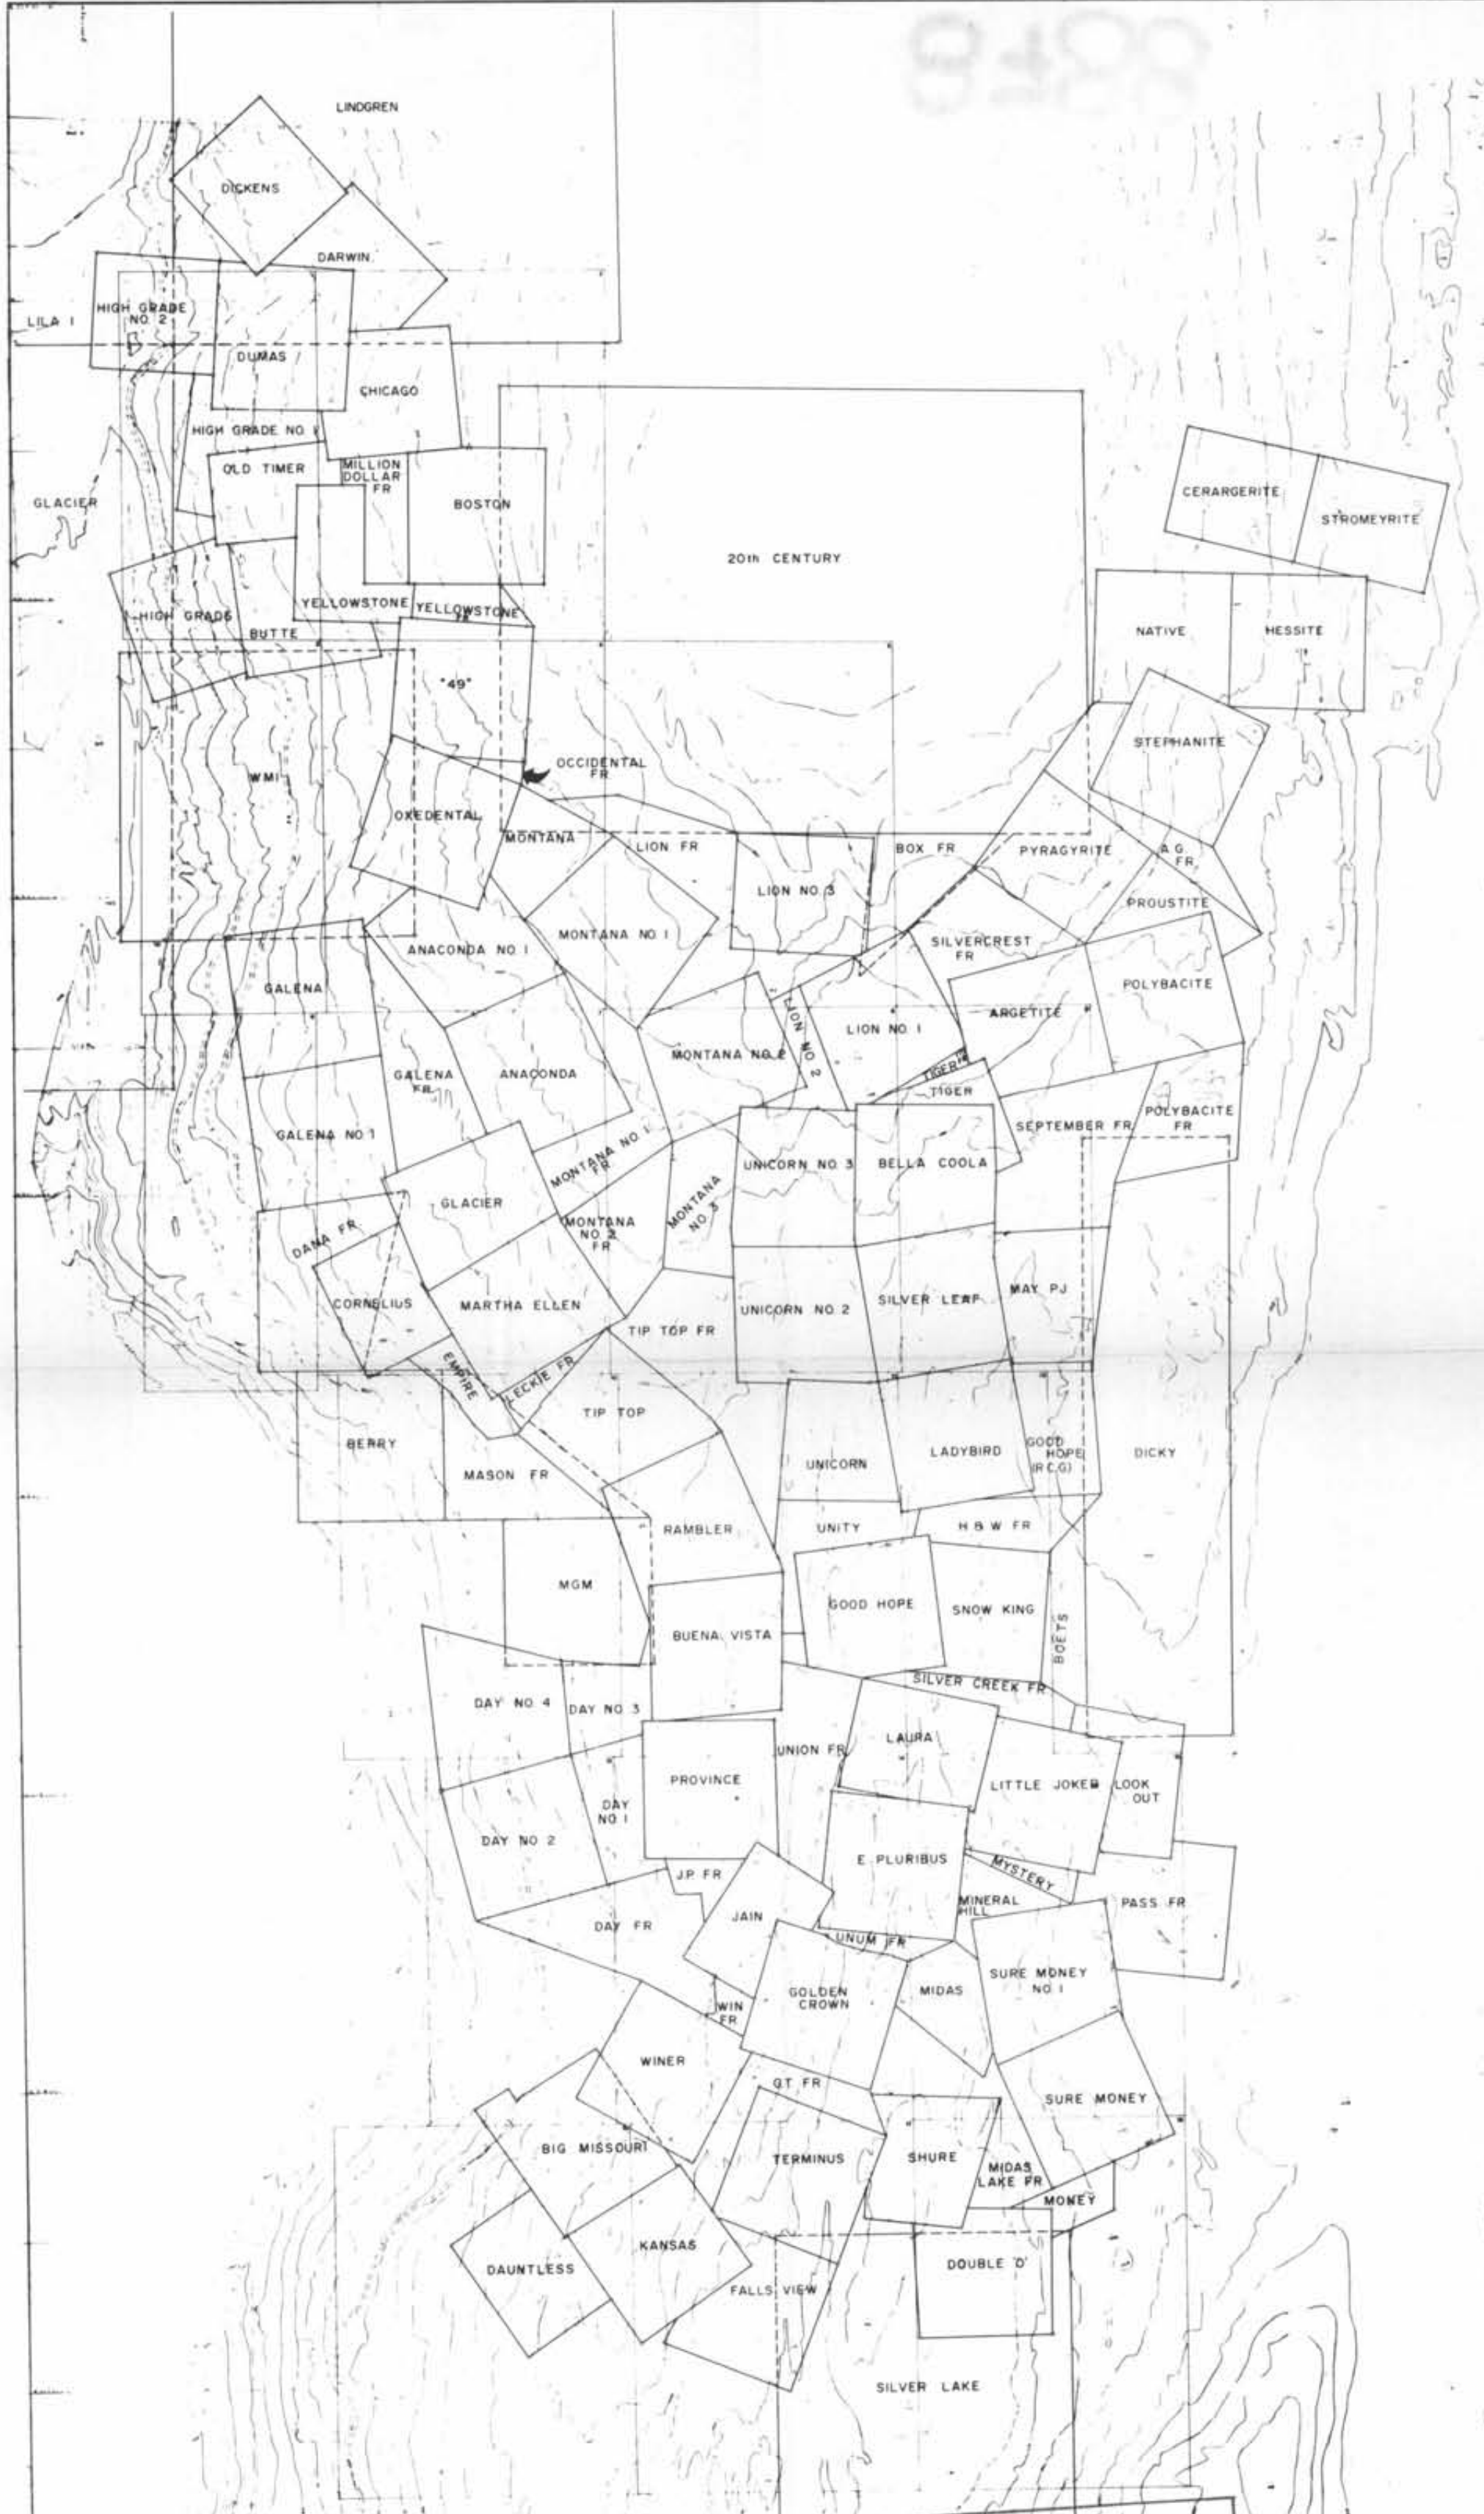 LINDGREN
DICKENS
DARWIN
HIGH GRADE
NO. 2
LILA 1
DUMAS
CHICAGO
HIGH GRADE NO. 1
OLD TIMER
MILLION
DOLLAR
FR
BOSTON
GLACIER
CERARGERITE
STROMEYRITE
20th CENTURY
YELLOWSTONE
YELLOWSTONE
FR
HIGH GRADE
BUTTE
NATIVE
HESSITE
"49"
STEPHANITE
OCCIDENTAL
FR
WMI
OXEDENTAL
MONTANA
LION FR
BOX FR
PYRAGYRITE
A.G.
FR
LION NO. 3
PROUSTITE
MONTANA NO. 1
ANACONDA NO. 1
SILVERCREST
FR
GALENA
POLYBACITE
ARGETITE
LION NO. 2
LION NO. 1
MONTANA NO. 2
GALENA
FR.
ANACONDA
TIGER FR
TIGER
POLYBACITE
FR
SEPTEMBER FR
GALENA NO. 1
MONTANA NO. 1
FR
UNICORN NO. 3
BELLA COOLA
GLACIER
MONTANA
NO. 3
MONTANA
NO. 2
FR
DANA FR
CORNELIUS
MARTHA ELLEN
UNICORN NO. 2
SILVER LEAF
MAY PJ
TIP TOP FR
EMPIRE
LECKIE FR
TIP TOP
BERRY
MASON FR
UNICORN
LADYBIRD
GOOD
HOPE
(R.C.G.)
DICKY
RAMBLER
UNITY
H B W FR
MGM
GOOD HOPE
SNOW KING
BUENA VISTA
BOETS
SILVER CREEK FR
DAY NO. 4
DAY NO. 3
UNION FR
LAURA
PROVINCE
LITTLE JOKER
LOOK
OUT
DAY
NO. 1
DAY NO. 2
E. PLURIBUS
MYSTERY
J.P. FR
MINERAL
HILL
PASS FR
DAY FR
JAIN
UNUM FR
SURE MONEY
NO. 1
GOLDEN
CROWN
MIDAS
WIN
FR
WINER
G.T. FR
SURE MONEY
BIG MISSOURI
TERMINUS
SHURE
MIDAS
LAKE FR
MONEY
KANSAS
DAUNTLESS
DOUBLE 'D'
FALLS VIEW
SILVER LAKE